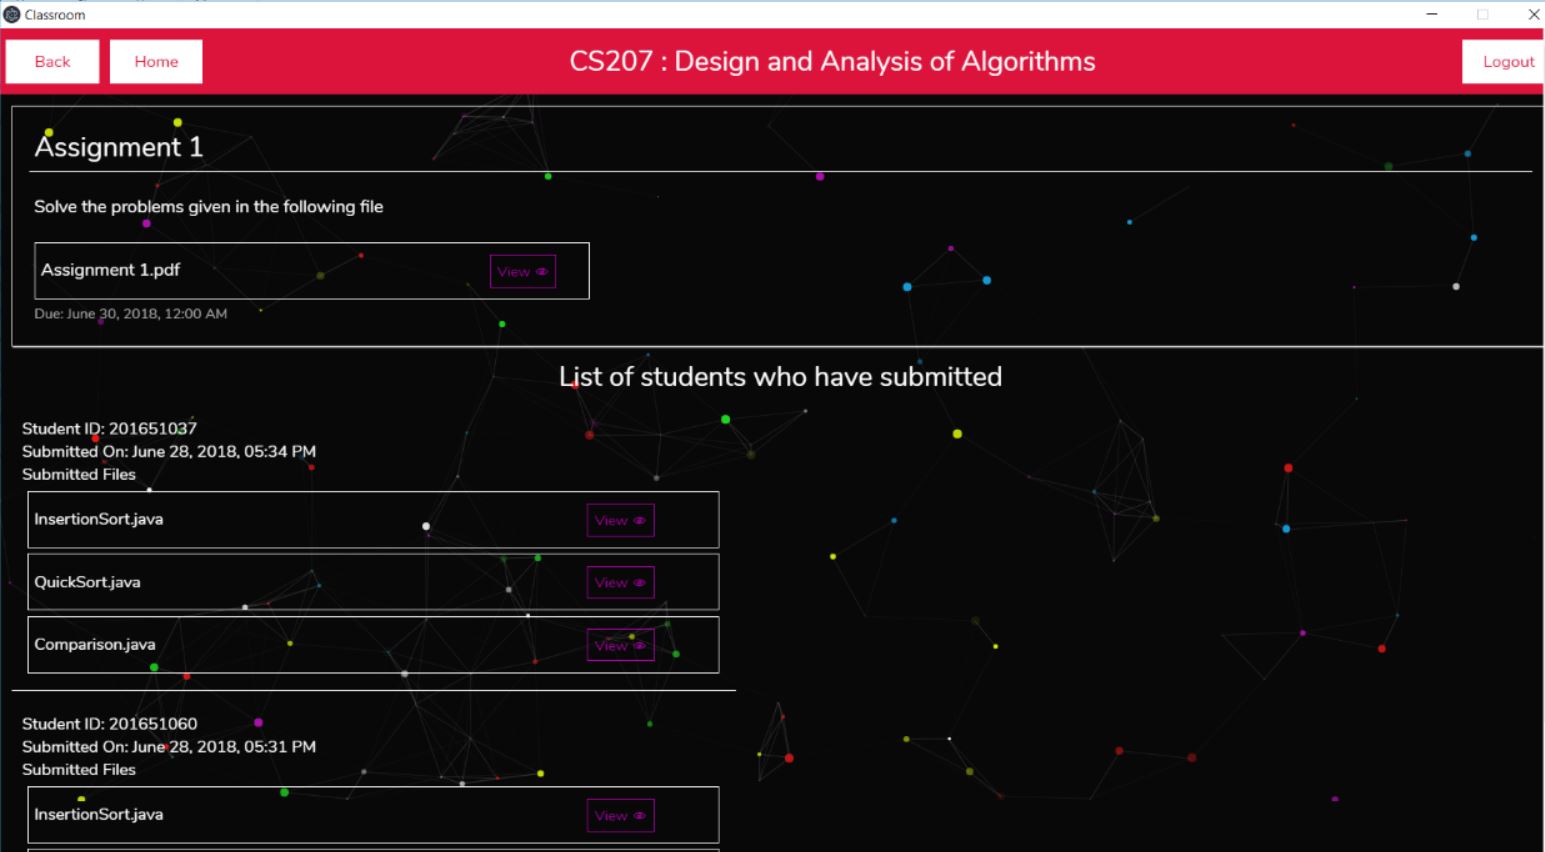 Classroom
Back Home CS207 : Design and Analysis of Algorithms Logout
Assignment 1
Solve the problems given in the following file
Assignment 1.pdf View
Due: June 30, 2018, 12:00 AM
List of students who have submitted
Student ID: 201651037
Submitted On: June 28, 2018, 05:34 PM
Submitted Files
InsertionSort.java View
QuickSort.java View
Comparison.java View
Student ID: 201651060
Submitted On: June 28, 2018, 05:31 PM
Submitted Files
InsertionSort.java View